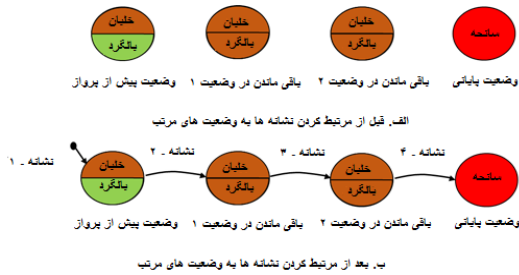 خلبان خلبان خلبان سانحه
بالگرد بالگرد بالگرد
وضعیت پیش از پرواز باقی ماندن در وضعیت ۱ باقی ماندن در وضعیت ۲ وضعیت پایانی
الف. قبل از مرتبط کردن نشانه ها به وضعیت های مرتب
نشانه - ۱ نشانه - ۲ نشانه - ۳ نشانه - ۴
خلبان خلبان خلبان سانحه
بالگرد بالگرد بالگرد
وضعیت پیش از پرواز باقی ماندن در وضعیت ۱ باقی ماندن در وضعیت ۲ وضعیت پایانی
ب. بعد از مرتبط کردن نشانه ها به وضعیت های مرتب